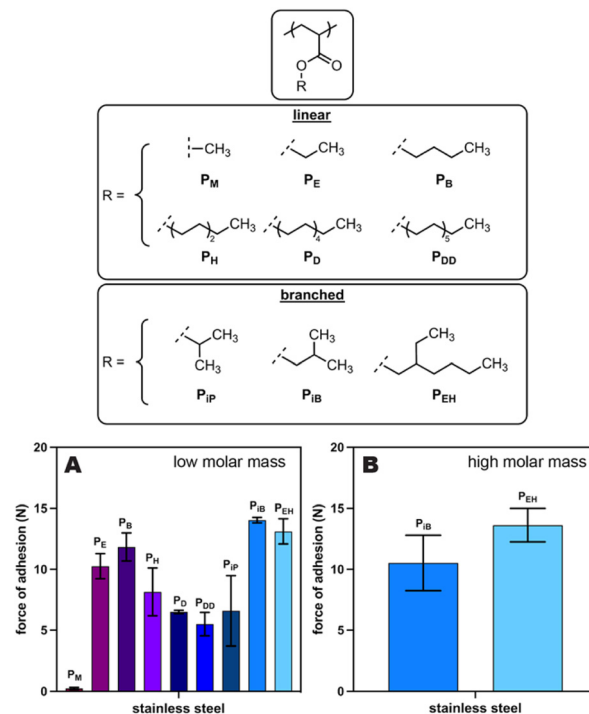 O
O
R
linear
R =
CH3
CH3
CH3
PM
PE
PB
2
CH3
4
CH3
5
CH3
PH
PD
PDD
branched
R =
CH3
CH3
CH3
CH3
CH3
CH3
PiP
PiB
PEH
A
low molar mass
force of adhesion (N)
20
15
10
5
0
PM
PE
PB
PH
PD
PDD
PiP
PiB
PEH
stainless steel
B
high molar mass
force of adhesion (N)
20
15
10
5
0
PiB
PEH
stainless steel